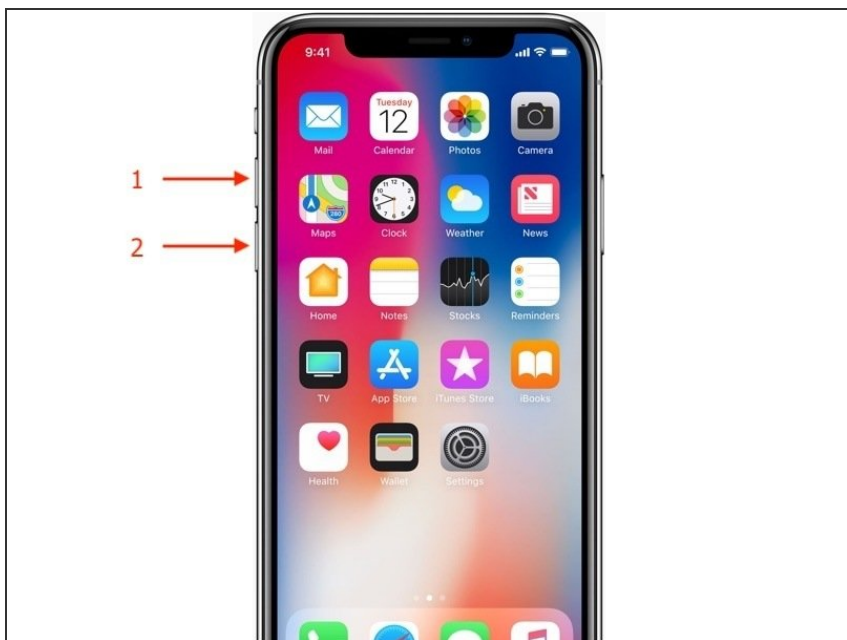 9:41
Tuesday
12
Mail Calendar Photos Camera
1
Maps Clock Weather News
2
Home Notes Stocks Reminders
TV App Store iTunes Store iBooks
Health Wallet Settings